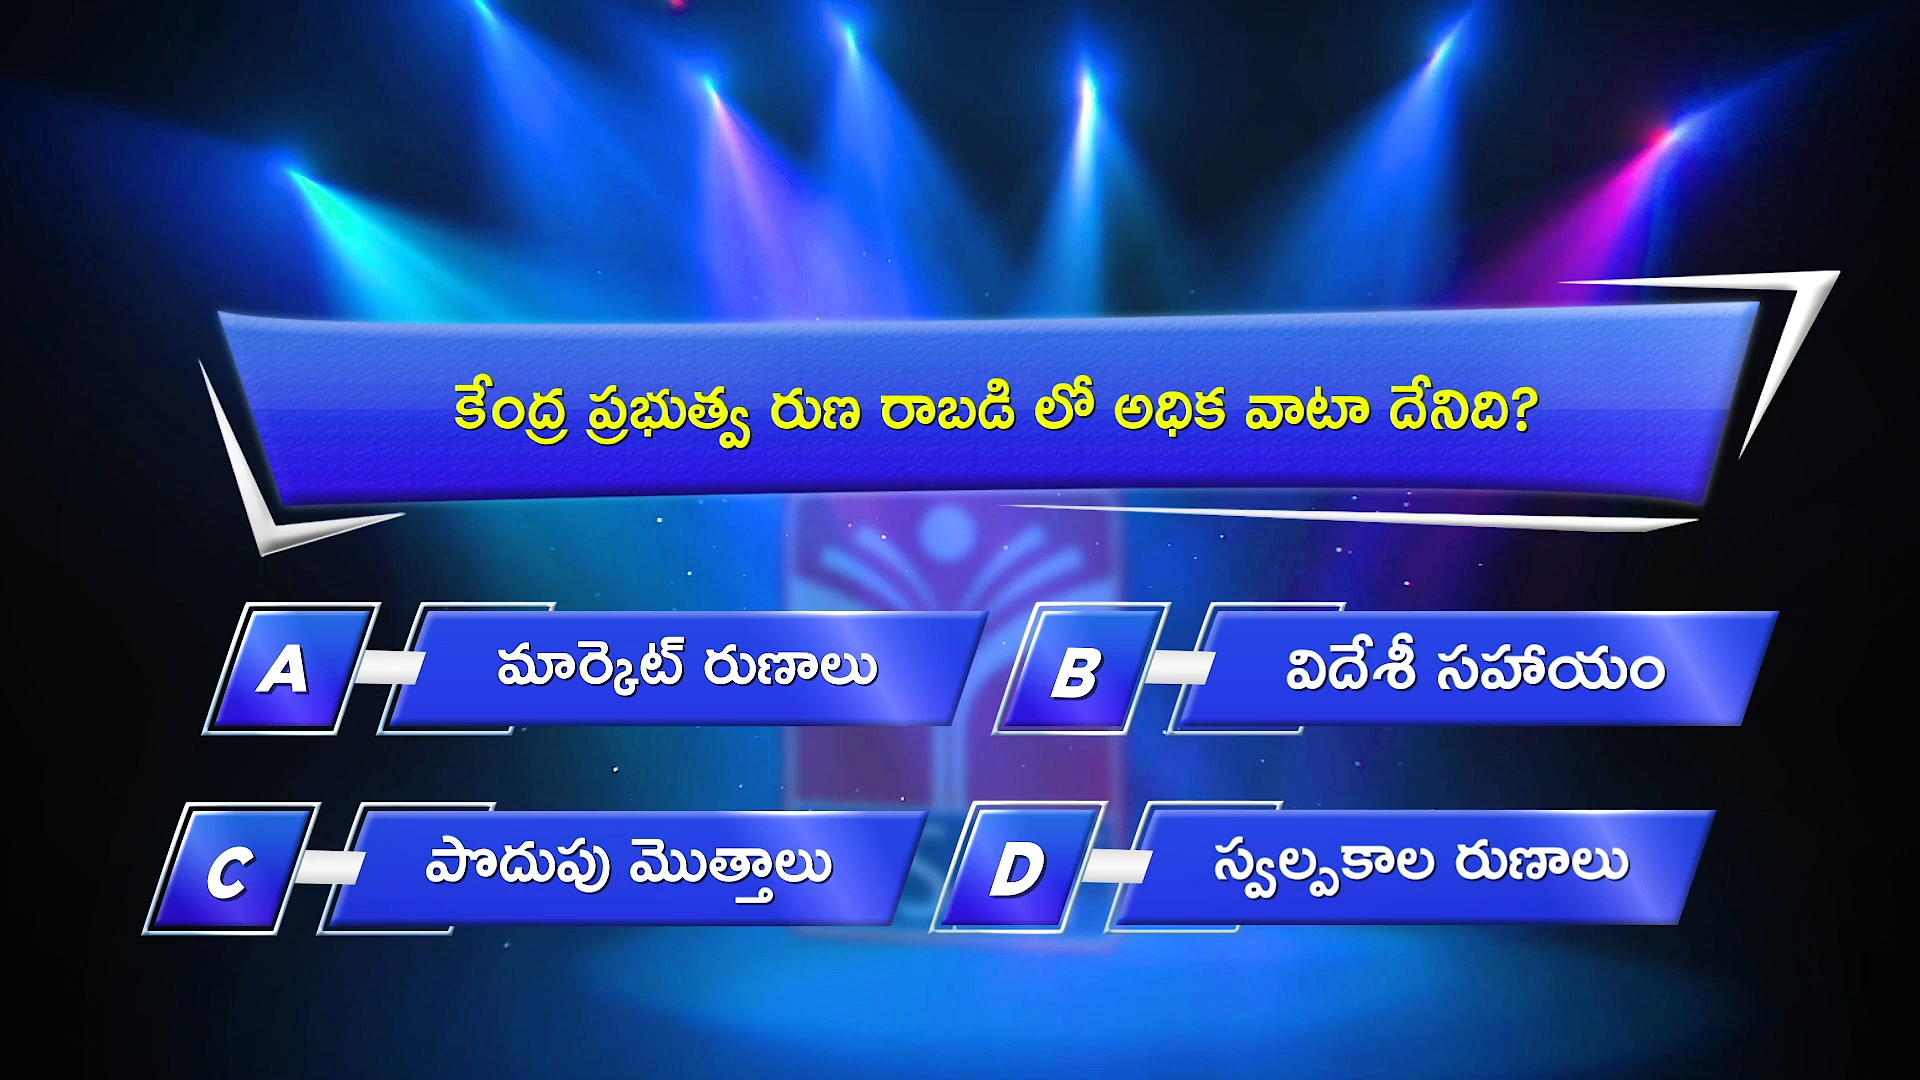 కేంద్ర ప్రభుత్వ రుణ రాబడి లో అధిక వాటా దేనిది?
A మార్కెట్ రుణాలు
B విదేశీ సహాయం
C పొదుపు మొత్తాలు
D స్వల్పకాల రుణాలు